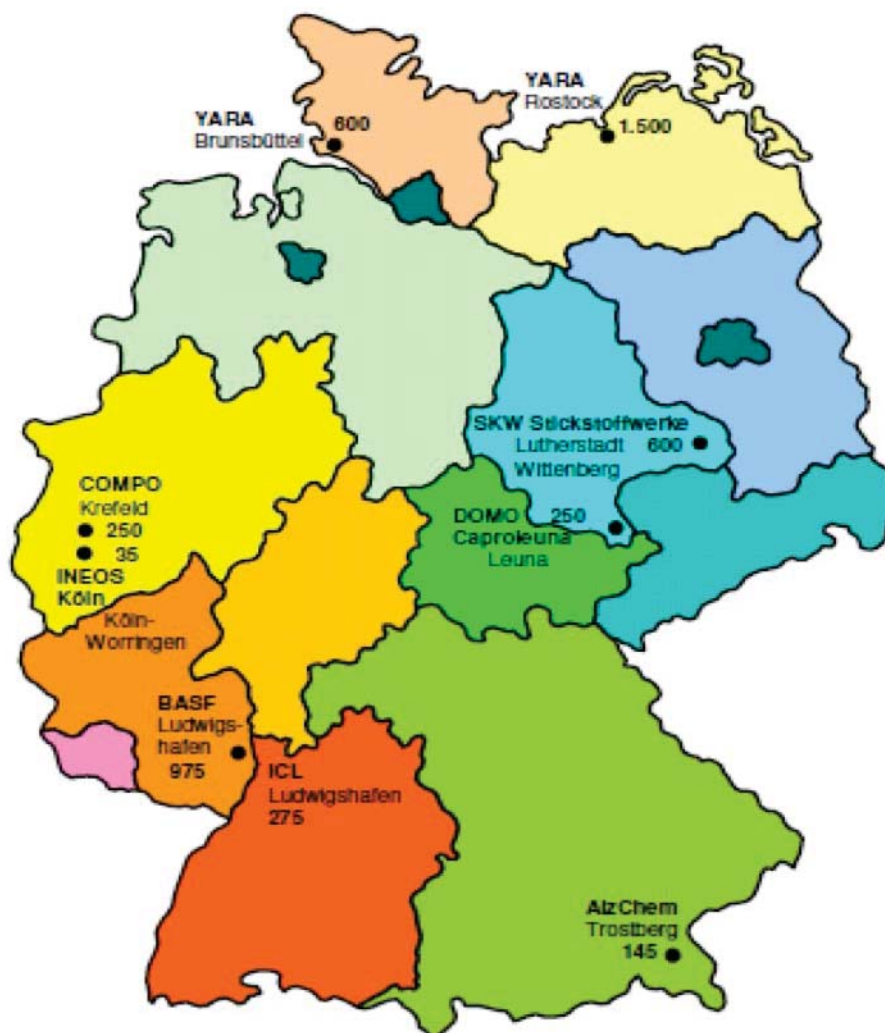 YARA
Rostock
1.500
YARA
Brunsbüttel
600
SKW Stickstoffwerke
Lutherstadt 600
Wittenberg
COMPO
Krefeld
250
35
INEOS
Köln
Köln-
Worringen
DOMO 250
Caproleuna
Leuna
BASF
Ludwigs-
hafen
975
ICL
Ludwigshafen
275
AlzChem
Trostberg
145